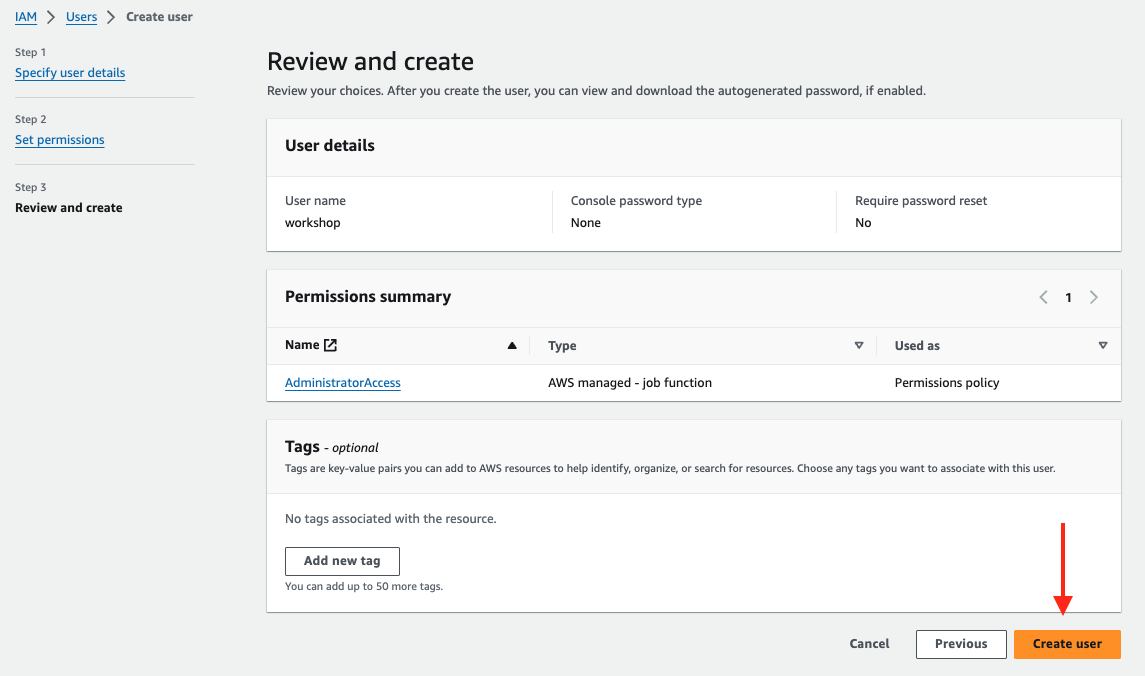 IAM Users Create user
Step 1
Specify user details
Step 2
Set permissions
Step 3
Review and create
Review and create
Review your choices. After you create the user, you can view and download the autogenerated password, if enabled.
User details
User name
workshop
Console password type
None
Require password reset
No
Permissions summary
1
Name Type Used as
AdministratorAccess AWS managed - job function Permissions policy
Tags - optional
Tags are key-value pairs you can add to AWS resources to help identify, organize, or search for resources. Choose any tags you want to associate with this user.
No tags associated with the resource.
Add new tag
You can add up to 50 more tags.
Cancel Previous Create user